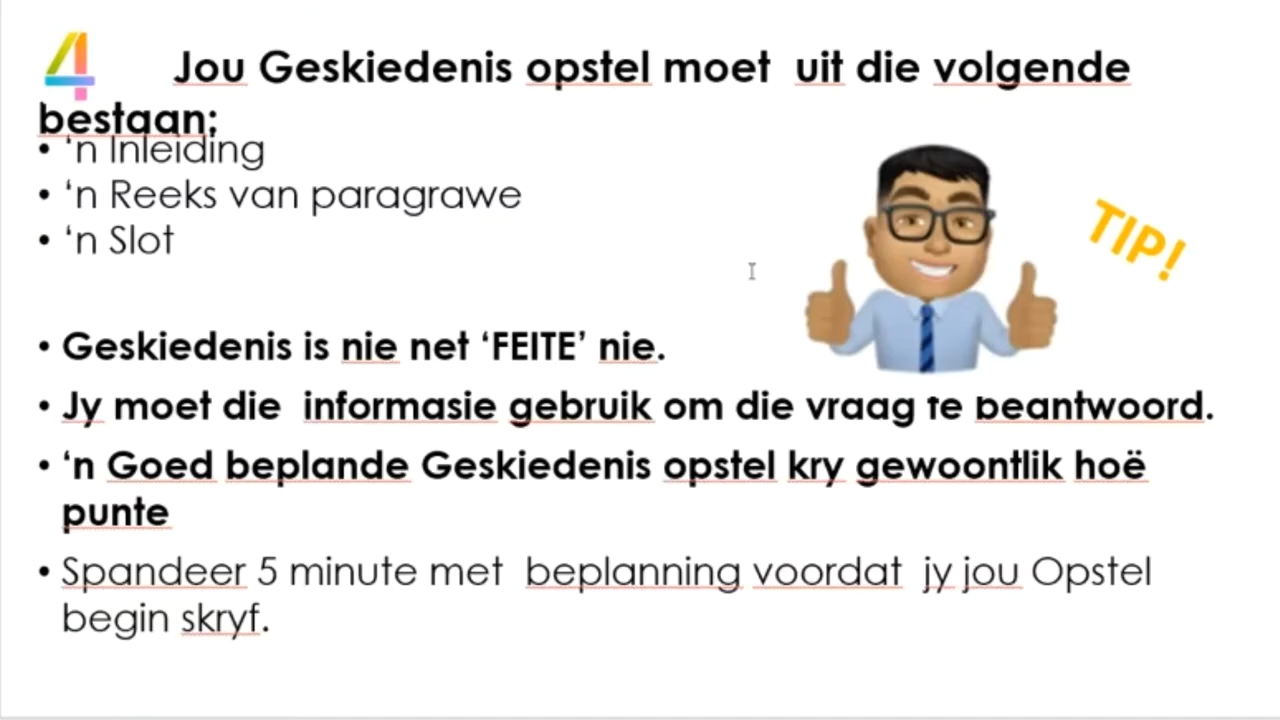 4 Jou Geskiedenis opstel moet uit die volgende
bestaan;
• ‘n Inleiding
• ‘n Reeks van paragrawe
• ‘n Slot
TIP!
• Geskiedenis is nie net ‘FEITE’ nie.
• Jy moet die informasie gebruik om die vraag te beantwoord.
• ‘n Goed beplande Geskiedenis opstel kry gewoontlik hoë
punte
• Spandeer 5 minute met beplanning voordat jy jou Opstel
begin skryf.